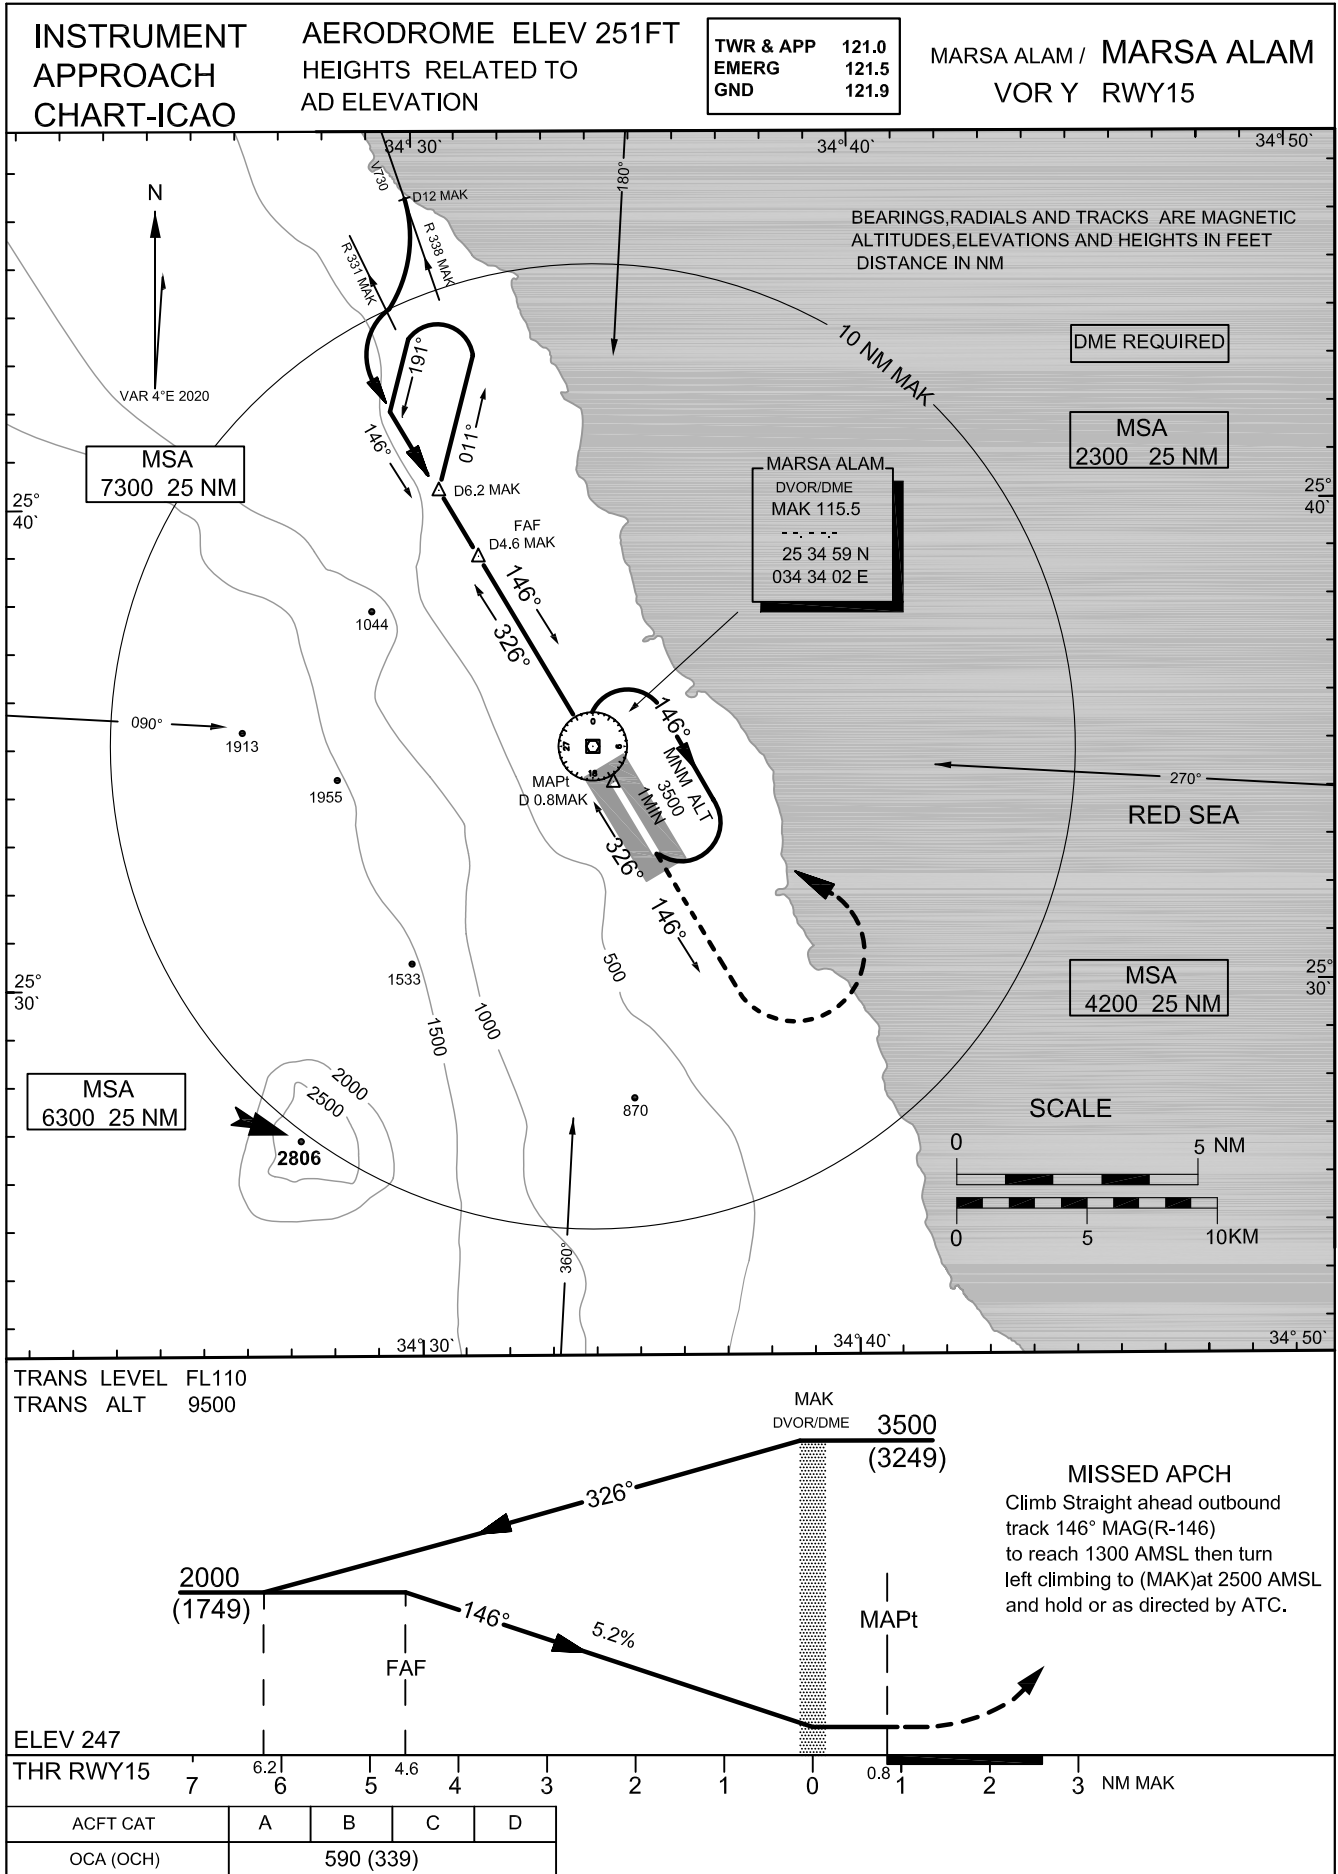 INSTRUMENT
APPROACH
CHART-ICAO
AERODROME ELEV 251FT
HEIGHTS RELATED TO
AD ELEVATION
TWR & APP 121.0
EMERG 121.5
GND 121.9
MARSA ALAM / MARSA ALAM
VOR Y RWY15
34° 30`
34° 40`
34° 50`
V730
D12 MAK
180°
N
VAR 4°E 2020
R 331 MAK
R 338 MAK
BEARINGS,RADIALS AND TRACKS ARE MAGNETIC
ALTITUDES,ELEVATIONS AND HEIGHTS IN FEET
DISTANCE IN NM
10 NM MAK
DME REQUIRED
191°
011°
146°
MSA
7300 25 NM
MSA
2300 25 NM
25°
40`
25°
40`
D6.2 MAK
FAF
D4.6 MAK
MARSA ALAM
DVOR/DME
MAK 115.5
--. --.-
25 34 59 N
034 34 02 E
146°
326°
1044
090°
1913
1955
0
6
18
27
MAPt
D 0.8MAK
146°
MNM ALT
3500
1MIN
326°
146°
270°
RED SEA
1533
500
1000
1500
25°
30`
25°
30`
MSA
4200 25 NM
MSA
6300 25 NM
2000
2500
2806
870
360°
SCALE
0 5 NM
0 5 10KM
34° 30`
34° 40`
34° 50`
TRANS LEVEL FL110
TRANS ALT 9500
MAK
DVOR/DME
3500
(3249)
326°
2000
(1749)
146°
5.2%
FAF
MAPt
MISSED APCH
Climb Straight ahead outbound
track 146° MAG(R-146)
to reach 1300 AMSL then turn
left climbing to (MAK)at 2500 AMSL
and hold or as directed by ATC.
ELEV 247
THR RWY15
7 6.2 6 5 4.6 4 3 2 1 0 0.8 1 2 3 NM MAK
ACFT CAT A B C D
OCA (OCH) 590 (339)